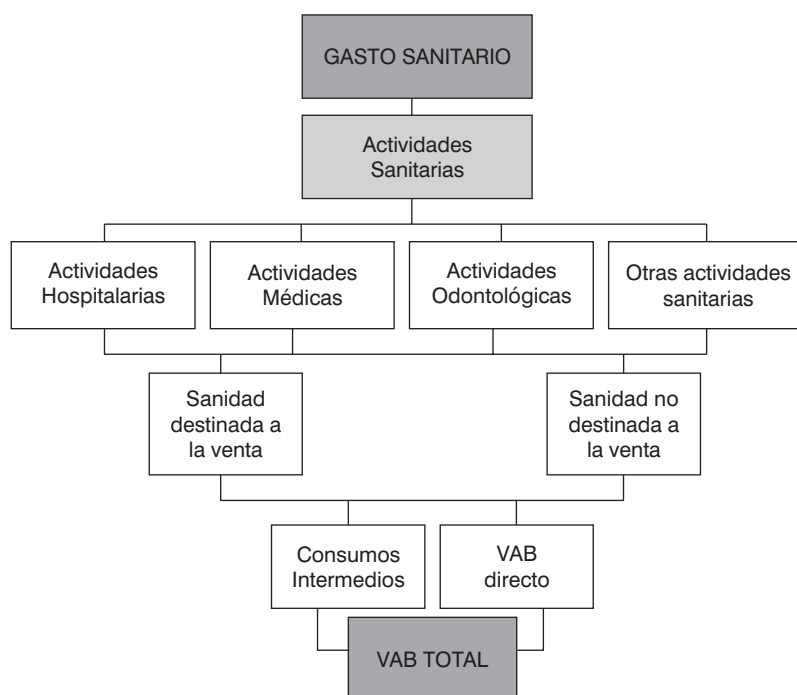 GASTO SANITARIO
Actividades
Sanitarias
Actividades
Hospitalarias
Actividades
Médicas
Actividades
Odontológicas
Otras actividades
sanitarias
Sanidad
destinada a
la venta
Sanidad no
destinada a
la venta
Consumos
Intermedios
VAB
directo
VAB TOTAL